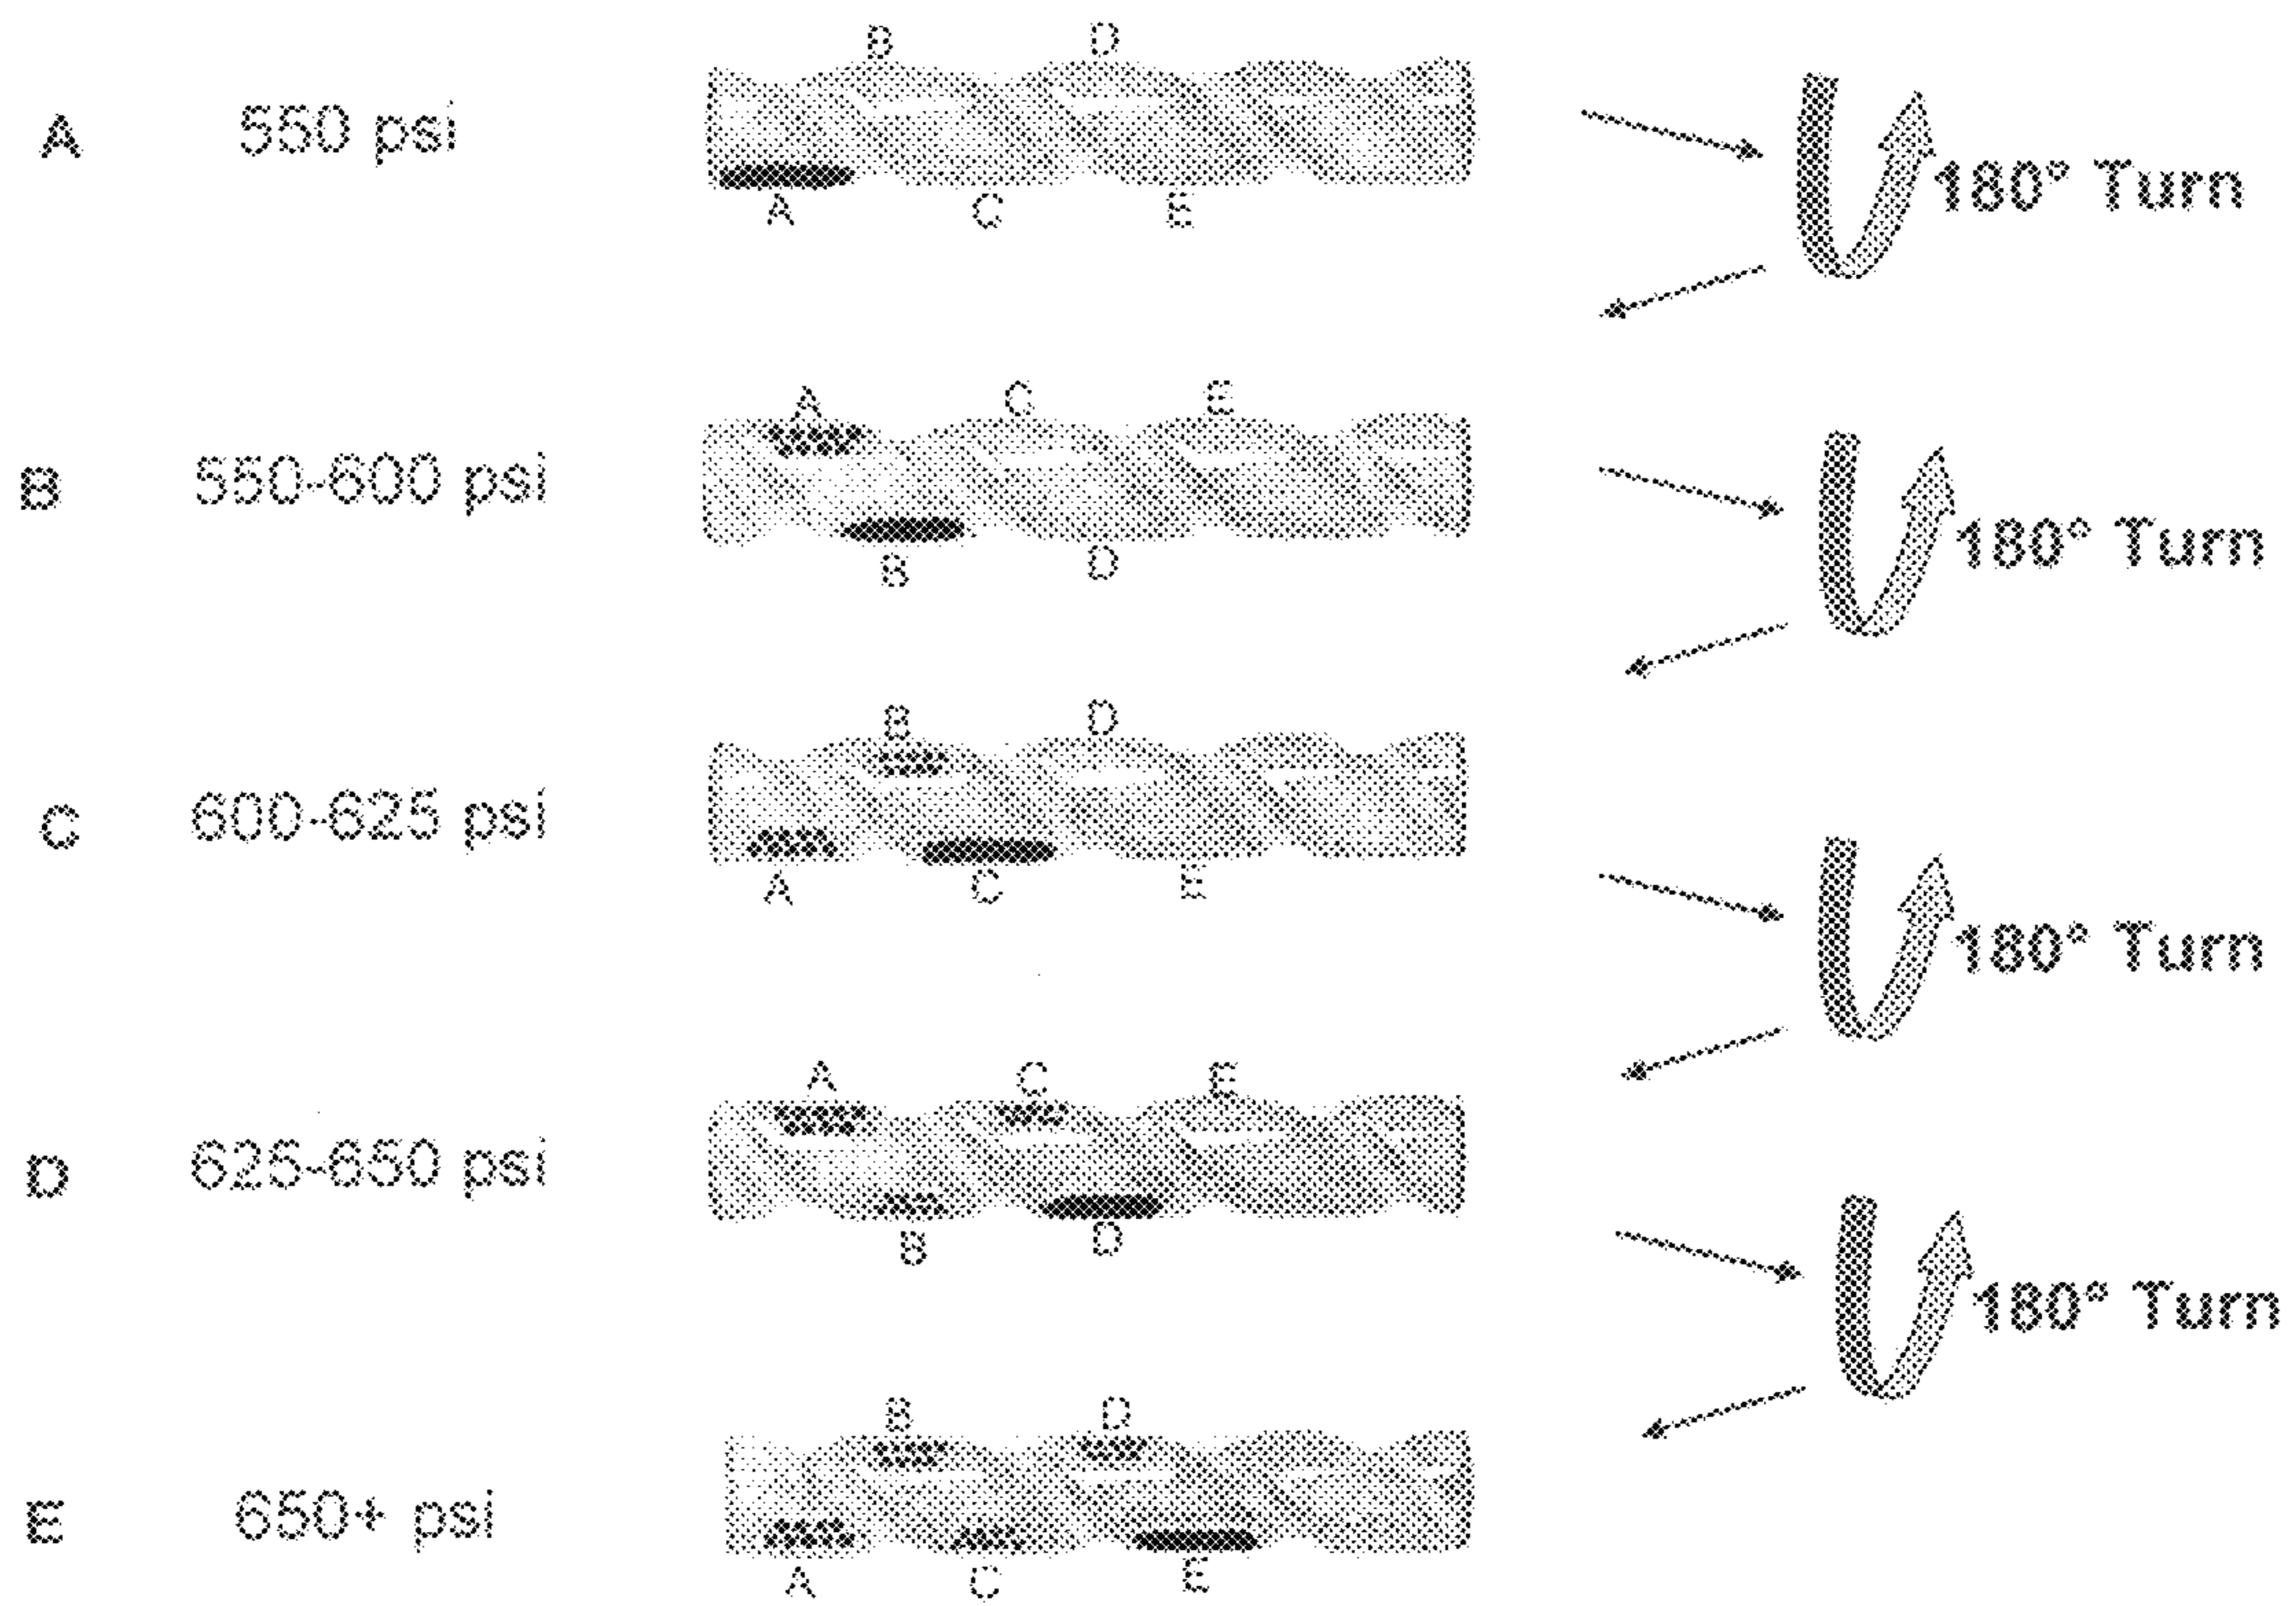 B D
A 550 psi
180° Turn
A C E
A C E
B 550-600 psi
180° Turn
B D
B D
C 600-625 psi
A C E
180° Turn
A C E
D 625-650 psi
B D
180° Turn
B D
E 650+ psi
A C E